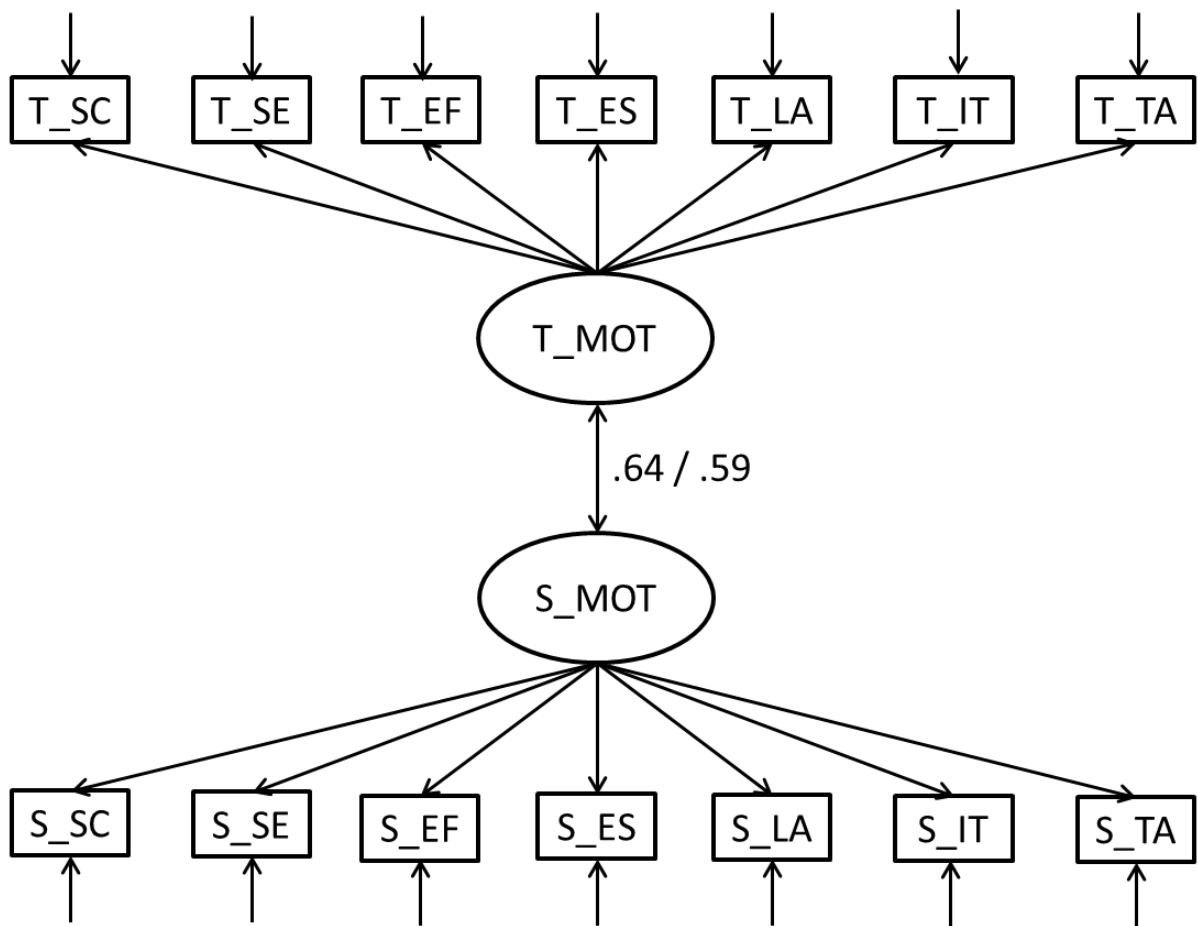 T_SC T_SE T_EF T_ES T_LA T_IT T_TA
T_MOT
.64 / .59
S_MOT
S_SC S_SE S_EF S_ES S_LA S_IT S_TA